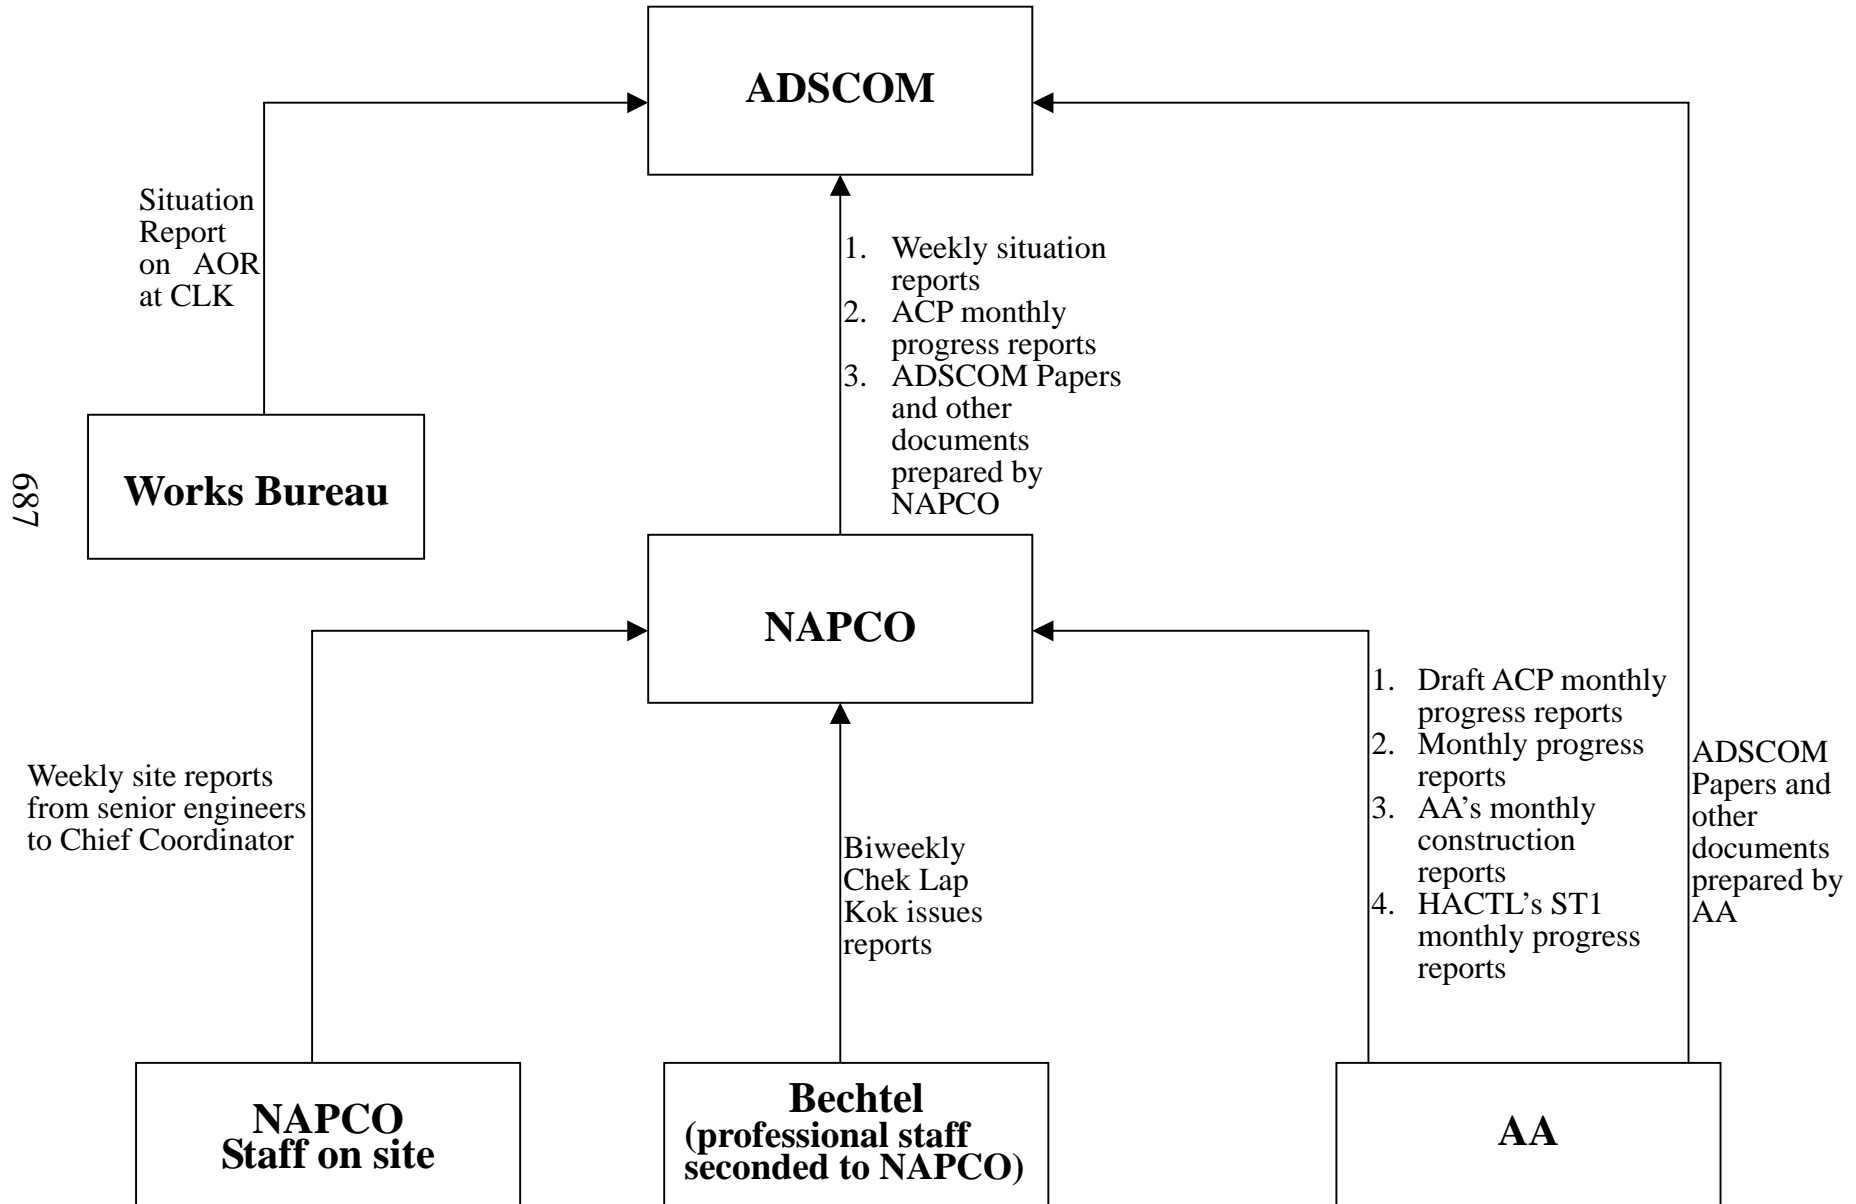 ADSCOM
Situation
Report
on AOR
at CLK
1. Weekly situation
reports
2. ACP monthly
progress reports
3. ADSCOM Papers
and other
documents
prepared by
NAPCO
Works Bureau
687
NAPCO
Weekly site reports
from senior engineers
to Chief Coordinator
Biweekly
Chek Lap
Kok issues
reports
1. Draft ACP monthly
progress reports
2. Monthly progress
reports
3. AA’s monthly
construction
reports
4. HACTL’s ST1
monthly progress
reports
ADSCOM
Papers and
other
documents
prepared by
AA
NAPCO
Staff on site
Bechtel
(professional staff
seconded to NAPCO)
AA